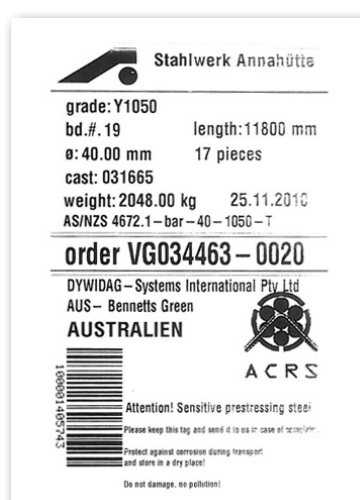 Stahlwerk Annahütte
grade: Y1050
bd.#. 19 length: 11800 mm
ø: 40.00 mm 17 pieces
cast: 031665
weight: 2048.00 kg 25.11.2010
AS/NZS 4672.1–bar–40–1050–T
order VG034463–0020
DYWIDAG–Systems International Pty Ltd
AUS– Bennetts Green
AUSTRALIEN
ACRS
100001405743
Attention! Sensitive prestressing steel
Please keep this tag and send it to us in case of
Protect against corrosion during transport
and store in a dry place!
Do not damage, no pollution!